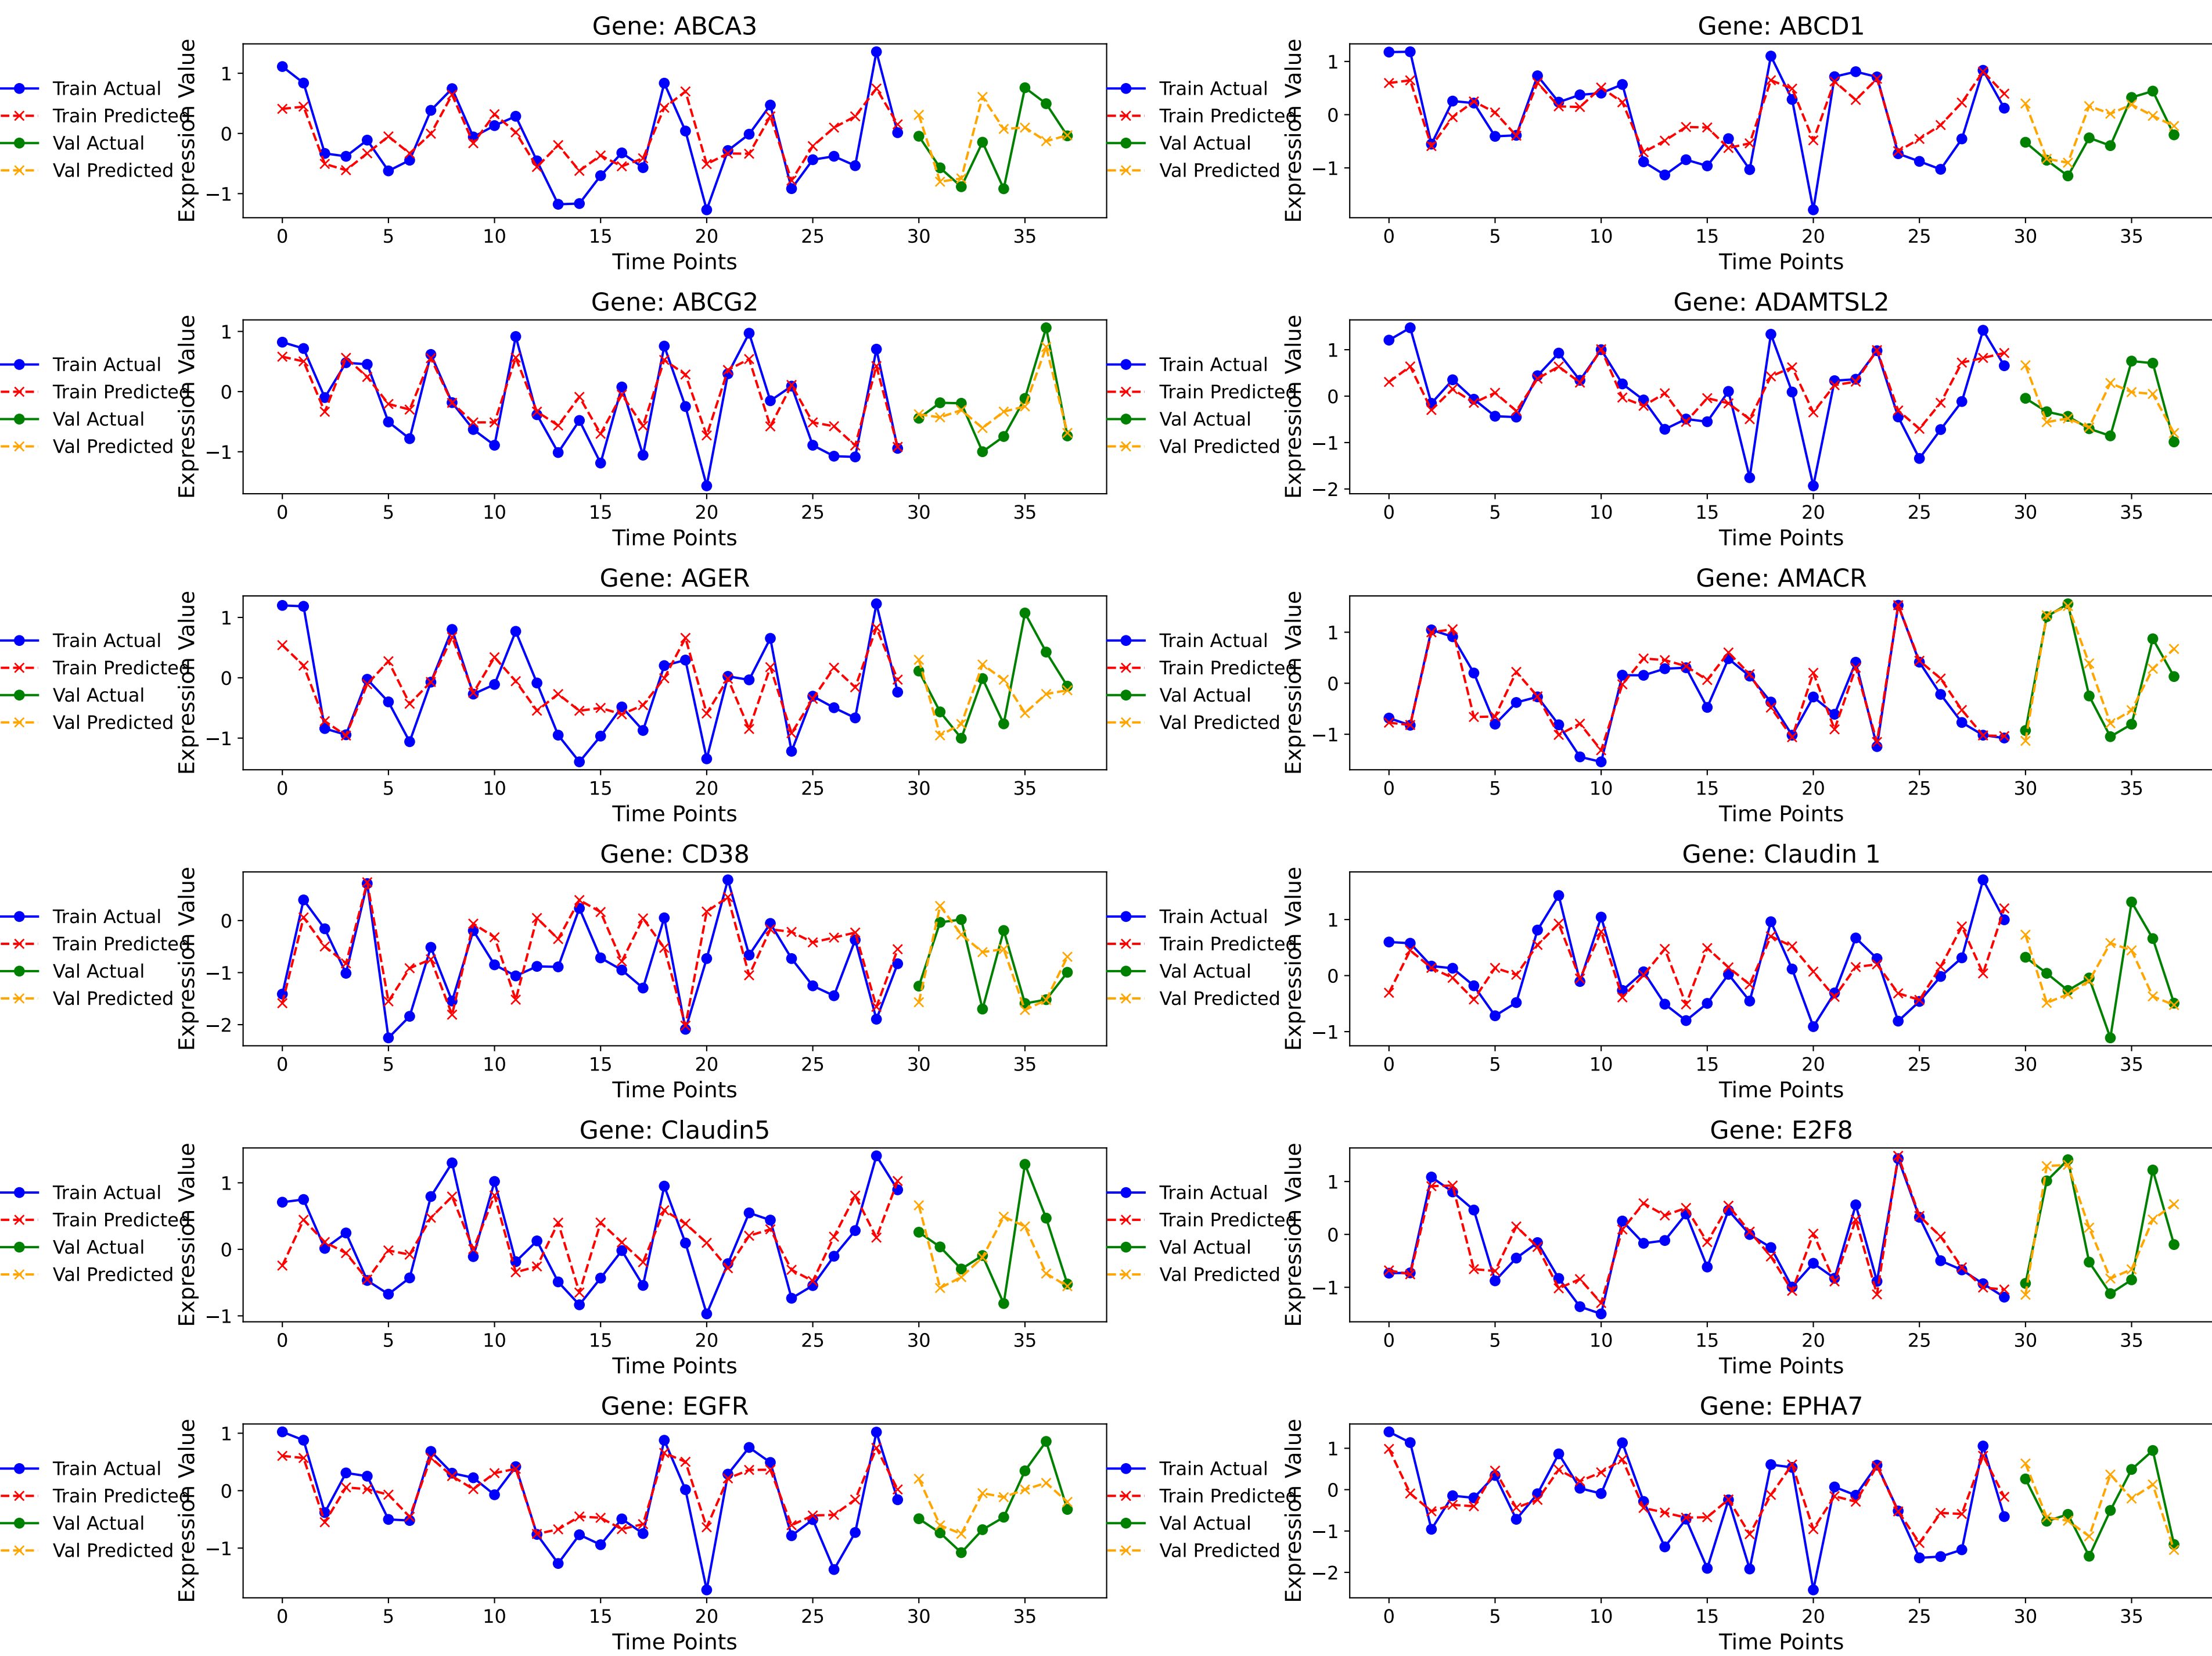 Gene: ABCA3
Train Actual
Train Predicted
Val Actual
Val Predicted
Expression Value
1
0
−1
0 5 10 15 20 25 30 35
Time Points
Gene: ABCD1
Train Actual
Train Predicted
Val Actual
Val Predicted
Expression Value
1
0
−1
0 5 10 15 20 25 30 35
Time Points
Gene: ABCG2
Train Actual
Train Predicted
Val Actual
Val Predicted
Expression Value
1
0
−1
0 5 10 15 20 25 30 35
Time Points
Gene: ADAMTSL2
Train Actual
Train Predicted
Val Actual
Val Predicted
Expression Value
1
0
−1
−2
0 5 10 15 20 25 30 35
Time Points
Gene: AGER
Train Actual
Train Predicted
Val Actual
Val Predicted
Expression Value
1
0
−1
0 5 10 15 20 25 30 35
Time Points
Gene: AMACR
Train Actual
Train Predicted
Val Actual
Val Predicted
Expression Value
1
0
−1
0 5 10 15 20 25 30 35
Time Points
Gene: CD38
Train Actual
Train Predicted
Val Actual
Val Predicted
Expression Value
0
−1
−2
0 5 10 15 20 25 30 35
Time Points
Gene: Claudin 1
Train Actual
Train Predicted
Val Actual
Val Predicted
Expression Value
1
0
−1
0 5 10 15 20 25 30 35
Time Points
Gene: Claudin5
Train Actual
Train Predicted
Val Actual
Val Predicted
Expression Value
1
0
−1
0 5 10 15 20 25 30 35
Time Points
Gene: E2F8
Train Actual
Train Predicted
Val Actual
Val Predicted
Expression Value
1
0
−1
0 5 10 15 20 25 30 35
Time Points
Gene: EGFR
Train Actual
Train Predicted
Val Actual
Val Predicted
Expression Value
1
0
−1
0 5 10 15 20 25 30 35
Time Points
Gene: EPHA7
Train Actual
Train Predicted
Val Actual
Val Predicted
Expression Value
1
0
−1
−2
0 5 10 15 20 25 30 35
Time Points